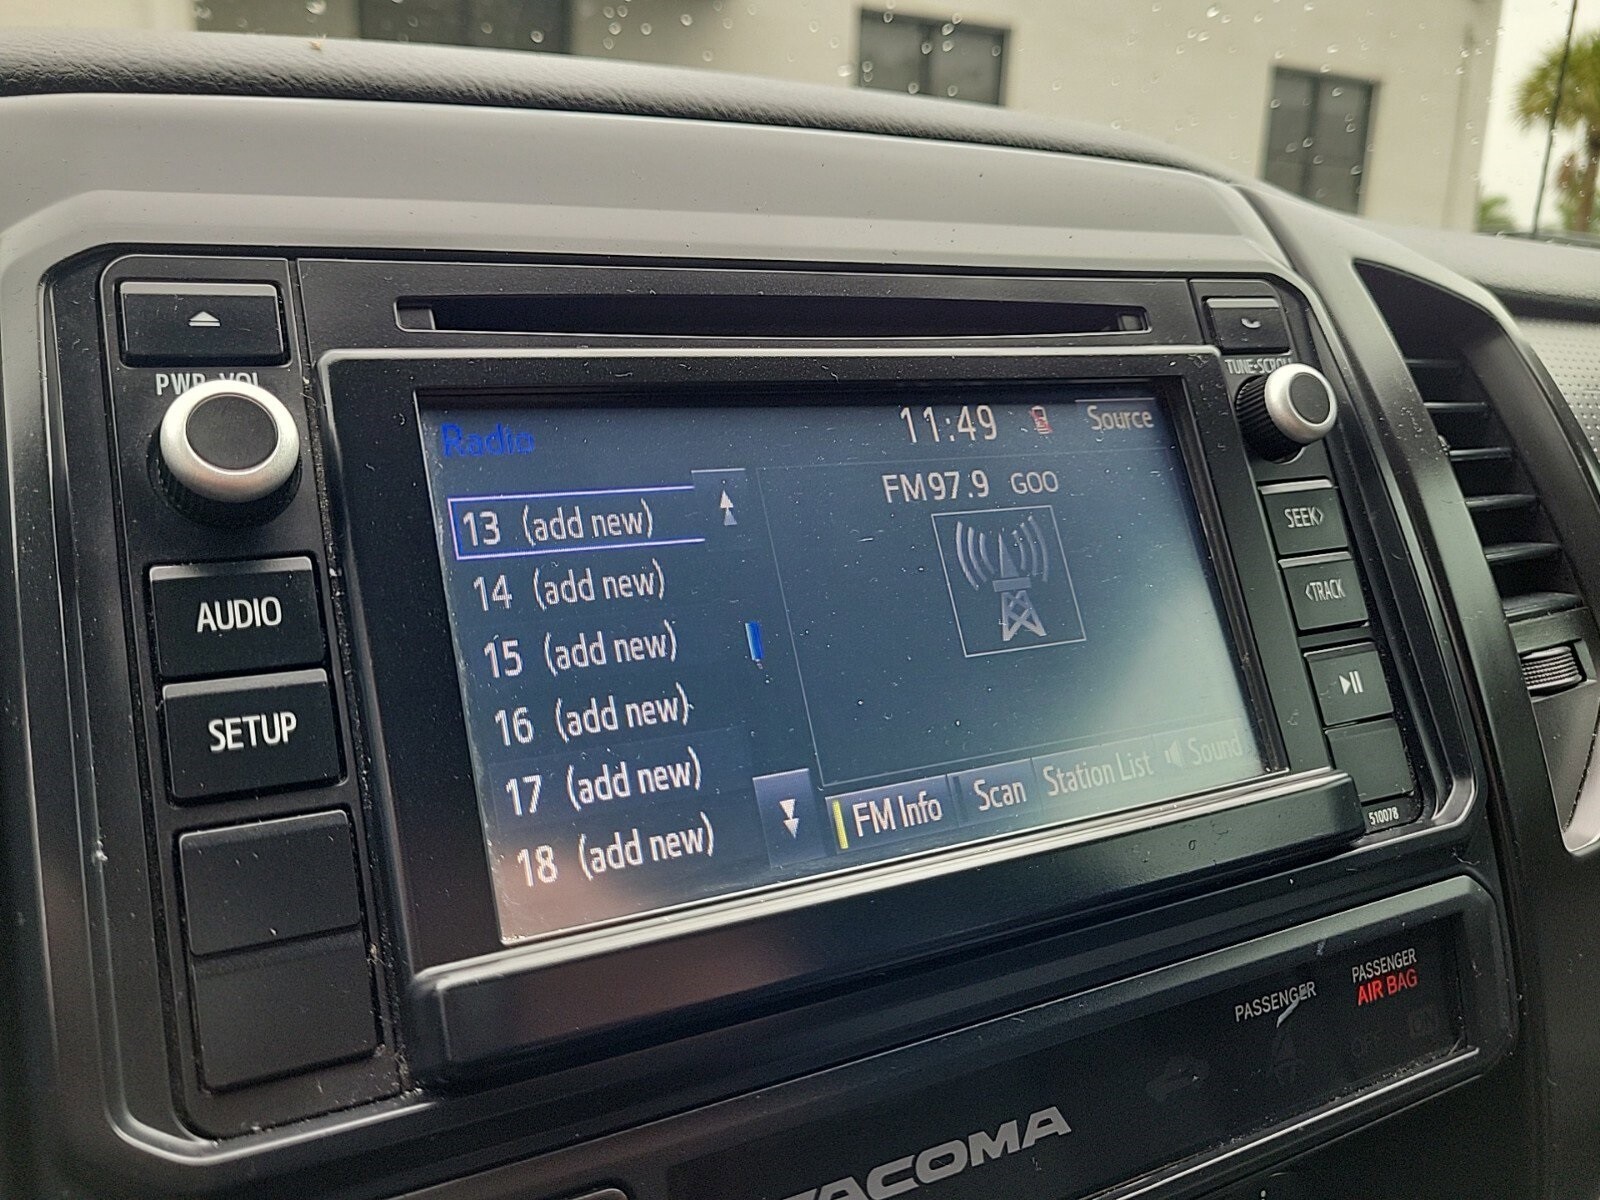 PWR·VOL
AUDIO
SETUP
Radio
11:49
Source
13 (add new)
14 (add new)
15 (add new)
16 (add new)
17 (add new)
18 (add new)
FM97.9 GOO
FM Info
Scan
Station List
Sound
TUNE·SCROLL
SEEK>
<TRACK
510078
PASSENGER
PASSENGER
AIR BAG
OFF
ON
TACOMA